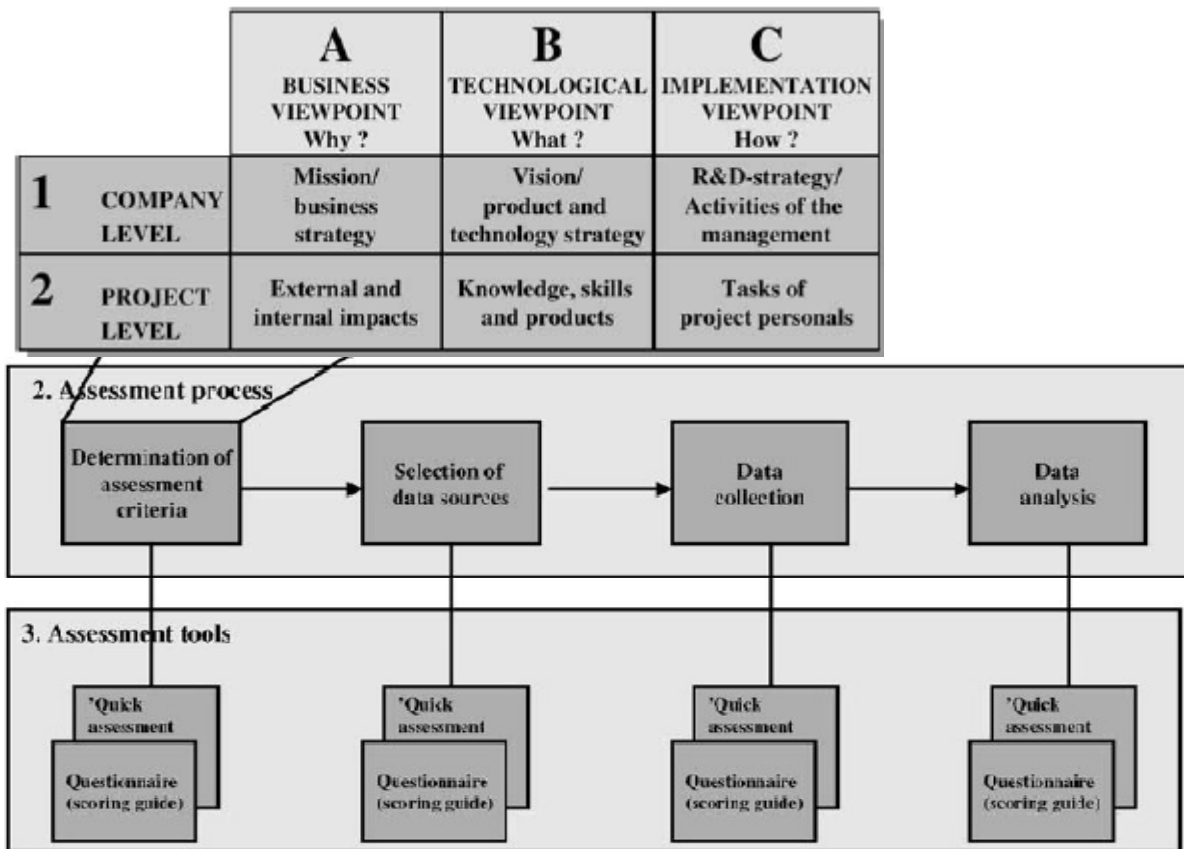 A
BUSINESS
VIEWPOINT
Why ?
B
TECHNOLOGICAL
VIEWPOINT
What ?
C
IMPLEMENTATION
VIEWPOINT
How ?
1 COMPANY
LEVEL
Mission/
business
strategy
Vision/
product and
technology strategy
R&D-strategy/
Activities of the
management
2 PROJECT
LEVEL
External and
internal impacts
Knowledge, skills
and products
Tasks of
project personals
2. Assessment process
Determination of
assessment
criteria
Selection of
data sources
Data
collection
Data
analysis
3. Assessment tools
'Quick
assessment
Questionnaire
(scoring guide)
'Quick
assessment
Questionnaire
(scoring guide)
'Quick
assessment
Questionnaire
(scoring guide)
'Quick
assessment
Questionnaire
(scoring guide)